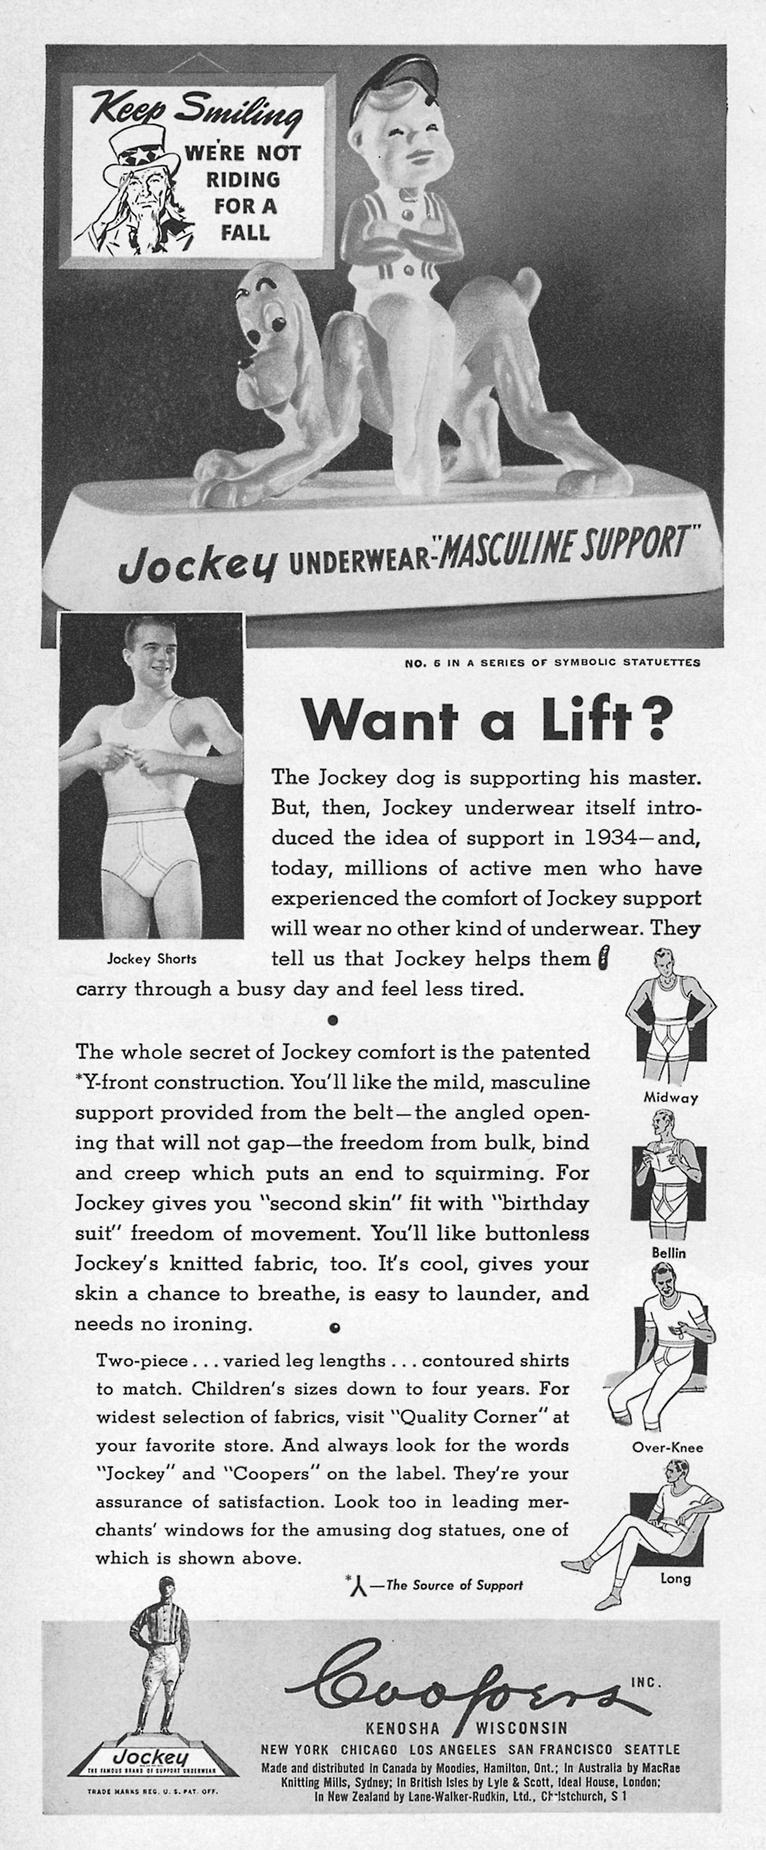 Keep Smiling
WE'RE NOT
RIDING
FOR A
FALL
Jockey UNDERWEAR-"MASCULINE SUPPORT"
NO. 6 IN A SERIES OF SYMBOLIC STATUETTES
Want a Lift?
The Jockey dog is supporting his master.
But, then, Jockey underwear itself intro-
duced the idea of support in 1934—and,
today, millions of active men who have
experienced the comfort of Jockey support
will wear no other kind of underwear. They
tell us that Jockey helps them
carry through a busy day and feel less tired.
Jockey Shorts
The whole secret of Jockey comfort is the patented
*Y-front construction. You'll like the mild, masculine
support provided from the belt—the angled open-
ing that will not gap—the freedom from bulk, bind
and creep which puts an end to squirming. For
Jockey gives you "second skin" fit with "birthday
suit" freedom of movement. You'll like buttonless
Jockey's knitted fabric, too. It's cool, gives your
skin a chance to breathe, is easy to launder, and
needs no ironing.
Two-piece . . . varied leg lengths . . . contoured shirts
to match. Children's sizes down to four years. For
widest selection of fabrics, visit "Quality Corner" at
your favorite store. And always look for the words
"Jockey" and "Coopers" on the label. They're your
assurance of satisfaction. Look too in leading mer-
chants' windows for the amusing dog statues, one of
which is shown above.
*⅄—The Source of Support
Midway
Bellin
Over-Knee
Long
Jockey
THE FAMOUS BRAND OF SUPPORT UNDERWEAR
TRADE MARKS REG. U. S. PAT. OFF.
Coopers INC.
KENOSHA WISCONSIN
NEW YORK CHICAGO LOS ANGELES SAN FRANCISCO SEATTLE
Made and distributed in Canada by Moodies, Hamilton, Ont.; in Australia by MacRae
Knitting Mills, Sydney; in British Isles by Lyle & Scott, Ideal House, London;
in New Zealand by Lane-Walker-Rudkin, Ltd., Christchurch, S 1